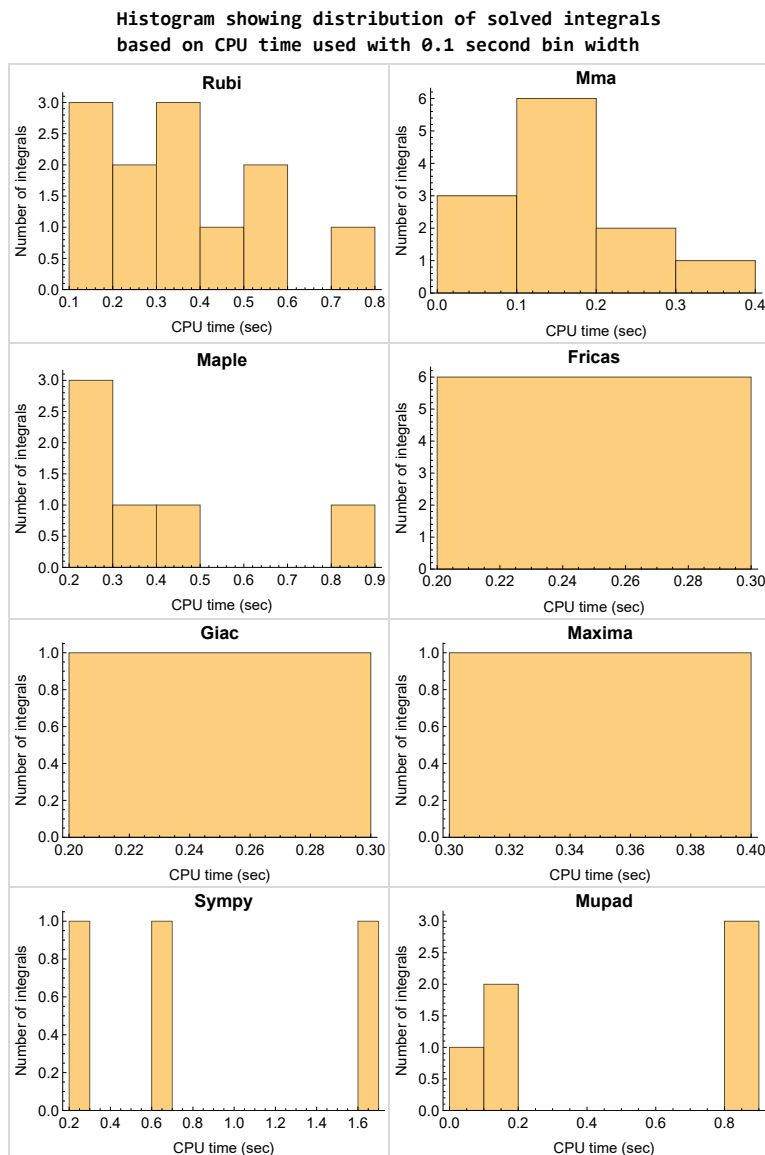 Histogram showing distribution of solved integrals
based on CPU time used with 0.1 second bin width
Rubi
Number of integrals
3.0
2.5
2.0
1.5
1.0
0.5
0.0
0.1 0.2 0.3 0.4 0.5 0.6 0.7 0.8
CPU time (sec)
Mma
Number of integrals
6
5
4
3
2
1
0
0.0 0.1 0.2 0.3 0.4
CPU time (sec)
Maple
Number of integrals
3.0
2.5
2.0
1.5
1.0
0.5
0.0
0.2 0.3 0.4 0.5 0.6 0.7 0.8 0.9
CPU time (sec)
Fricas
Number of integrals
6
5
4
3
2
1
0
0.20 0.22 0.24 0.26 0.28 0.30
CPU time (sec)
Giac
Number of integrals
1.0
0.8
0.6
0.4
0.2
0.0
0.20 0.22 0.24 0.26 0.28 0.30
CPU time (sec)
Maxima
Number of integrals
1.0
0.8
0.6
0.4
0.2
0.0
0.30 0.32 0.34 0.36 0.38 0.40
CPU time (sec)
Sympy
Number of integrals
1.0
0.8
0.6
0.4
0.2
0.0
0.2 0.4 0.6 0.8 1.0 1.2 1.4 1.6
CPU time (sec)
Mupad
Number of integrals
3.0
2.5
2.0
1.5
1.0
0.5
0.0
0.0 0.2 0.4 0.6 0.8
CPU time (sec)